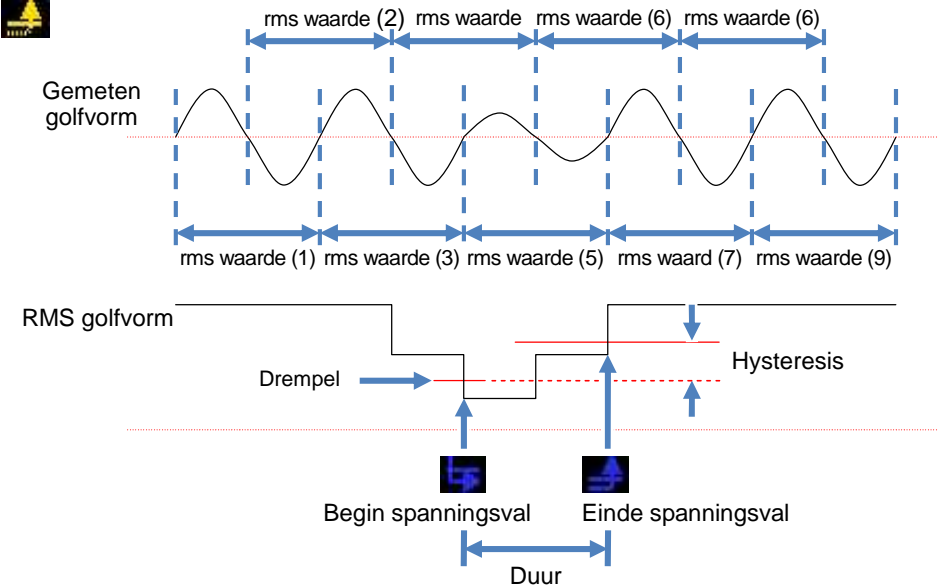 rms waarde (2) rms waarde rms waarde (6) rms waarde (6)
Gemeten
golfvorm
rms waarde (1) rms waarde (3) rms waarde (5) rms waard (7) rms waarde (9)
RMS golfvorm
Hysteresis
Drempel
Begin spanningsval Einde spanningsval
Duur